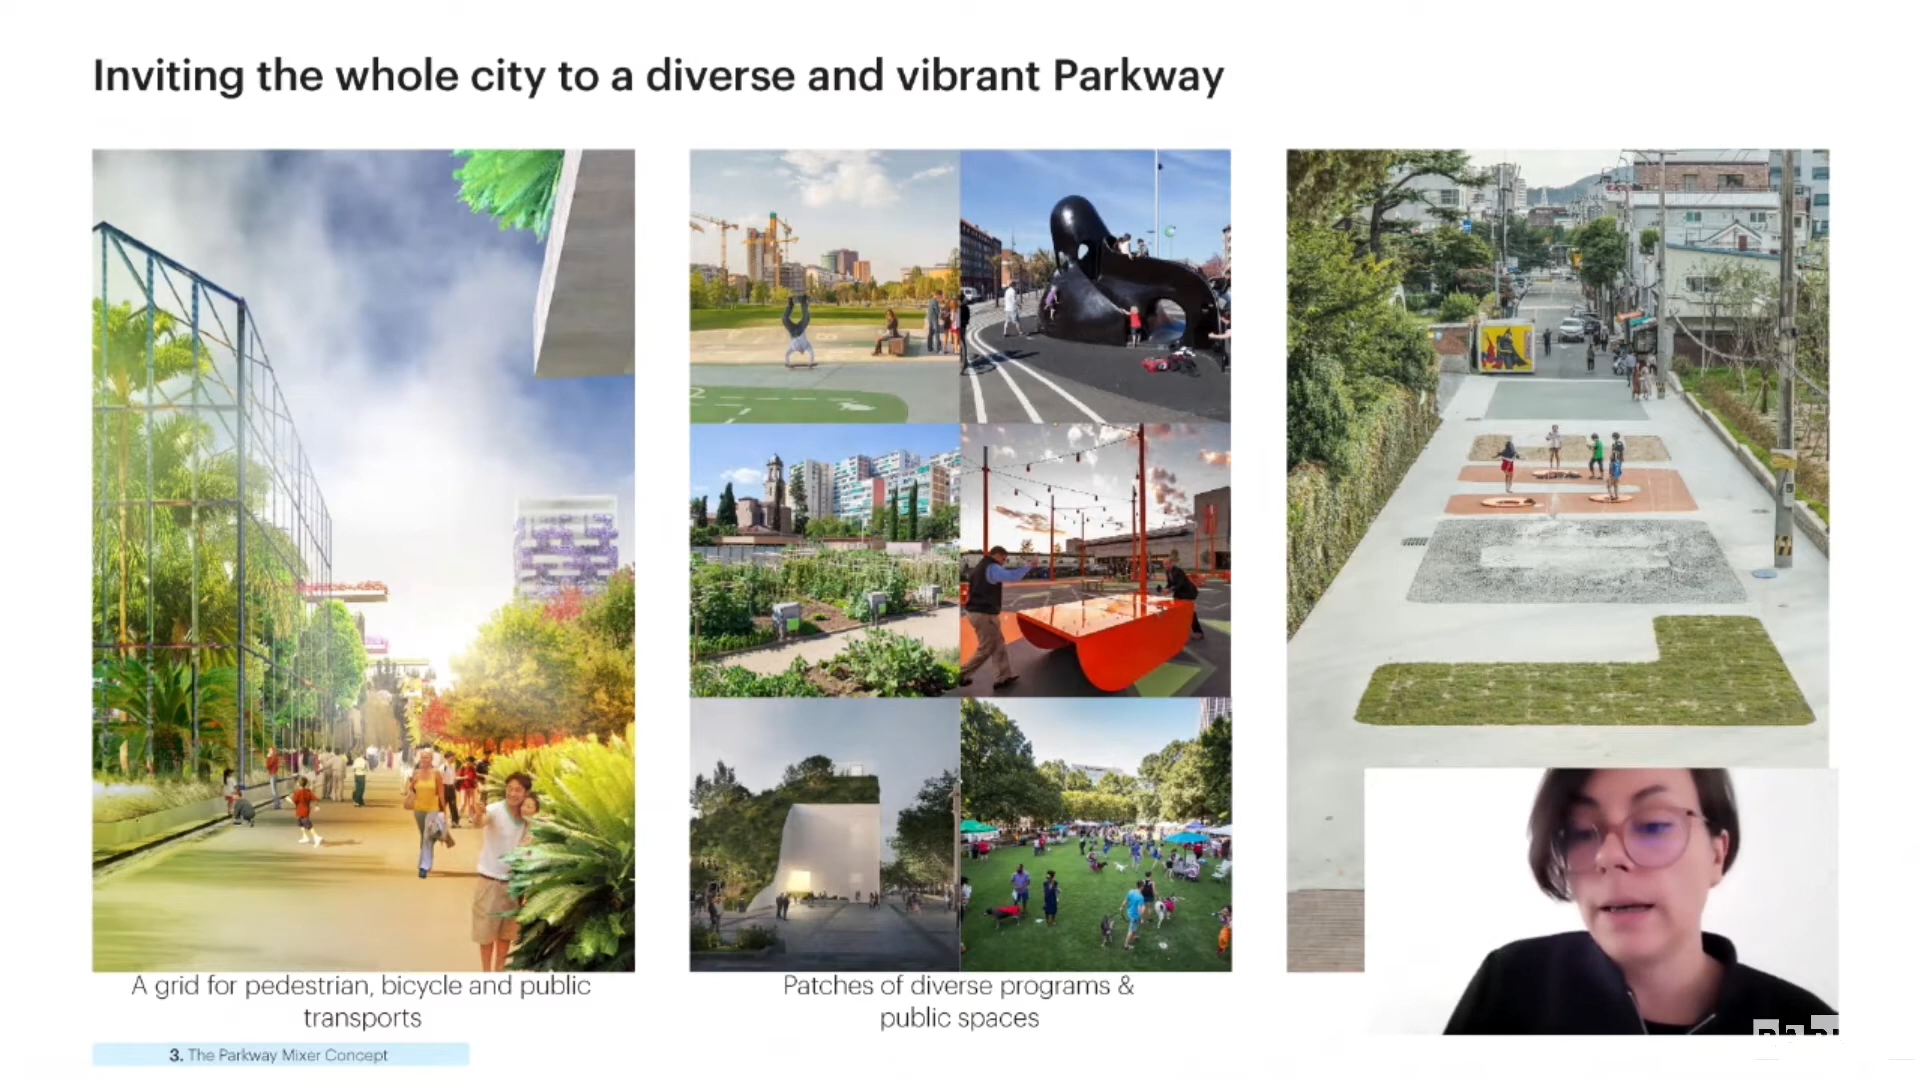 Inviting the whole city to a diverse and vibrant Parkway
A grid for pedestrian, bicycle and public
transports
Patches of diverse programs &
public spaces
3. The Parkway Mixer Concept